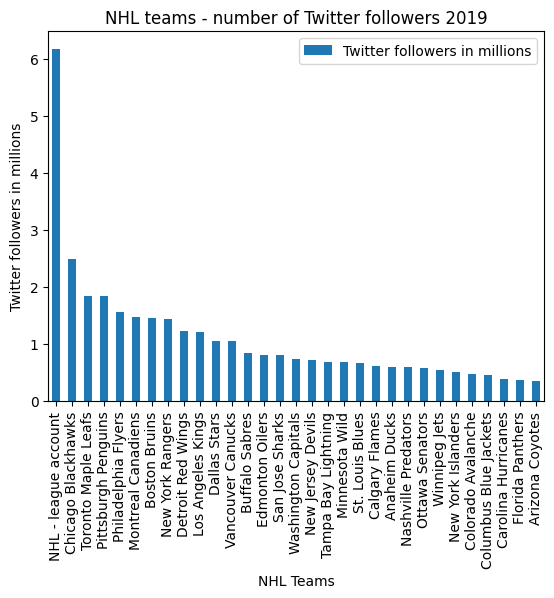 NHL teams - number of Twitter followers 2019
Twitter followers in millions
Twitter followers in millions
6
5
4
3
2
1
0
NHL - league account
Chicago Blackhawks
Toronto Maple Leafs
Pittsburgh Penguins
Philadelphia Flyers
Montreal Canadiens
Boston Bruins
New York Rangers
Detroit Red Wings
Los Angeles Kings
Dallas Stars
Vancouver Canucks
Buffalo Sabres
Edmonton Oilers
San Jose Sharks
Washington Capitals
New Jersey Devils
Tampa Bay Lightning
Minnesota Wild
St. Louis Blues
Calgary Flames
Anaheim Ducks
Nashville Predators
Ottawa Senators
Winnipeg Jets
New York Islanders
Colorado Avalanche
Columbus Blue Jackets
Carolina Hurricanes
Florida Panthers
Arizona Coyotes
NHL Teams